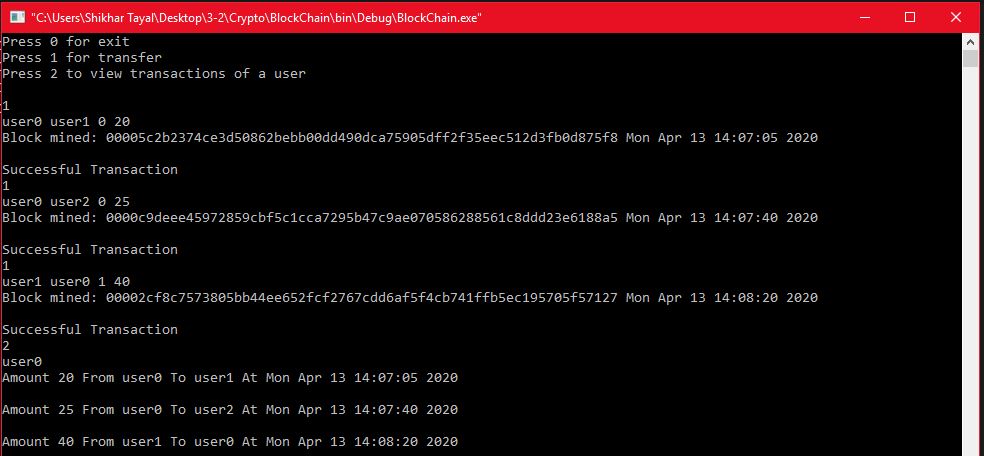 "C:\Users\Shikhar Tayal\Desktop\3-2\Crypto\BlockChain\bin\Debug\BlockChain.exe"
Press 0 for exit
Press 1 for transfer
Press 2 to view transactions of a user
1
user0 user1 0 20
Block mined: 00005c2b2374ce3d50862bebb00dd490dca75905dff2f35eec512d3fb0d875f8 Mon Apr 13 14:07:05 2020
Successful Transaction
1
user0 user2 0 25
Block mined: 0000c9deee45972859cbf5c1cca7295b47c9ae070586288561c8ddd23e6188a5 Mon Apr 13 14:07:40 2020
Successful Transaction
1
user1 user0 1 40
Block mined: 00002cf8c7573805bb44ee652fcf2767cdd6af5f4cb741ffb5ec195705f57127 Mon Apr 13 14:08:20 2020
Successful Transaction
2
user0
Amount 20 From user0 To user1 At Mon Apr 13 14:07:05 2020
Amount 25 From user0 To user2 At Mon Apr 13 14:07:40 2020
Amount 40 From user1 To user0 At Mon Apr 13 14:08:20 2020